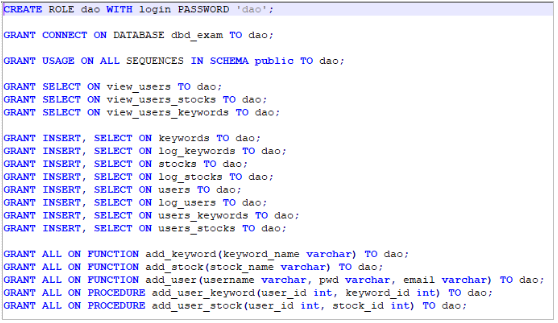 CREATE ROLE dao WITH login PASSWORD 'dao';
GRANT CONNECT ON DATABASE dbd_exam TO dao;
GRANT USAGE ON ALL SEQUENCES IN SCHEMA public TO dao;
GRANT SELECT ON view_users TO dao;
GRANT SELECT ON view_users_stocks TO dao;
GRANT SELECT ON view_users_keywords TO dao;
GRANT INSERT, SELECT ON keywords TO dao;
GRANT INSERT, SELECT ON log_keywords TO dao;
GRANT INSERT, SELECT ON stocks TO dao;
GRANT INSERT, SELECT ON log_stocks TO dao;
GRANT INSERT, SELECT ON users TO dao;
GRANT INSERT, SELECT ON log_users TO dao;
GRANT INSERT, SELECT ON users_keywords TO dao;
GRANT INSERT, SELECT ON users_stocks TO dao;
GRANT ALL ON FUNCTION add_keyword(keyword_name varchar) TO dao;
GRANT ALL ON FUNCTION add_stock(stock_name varchar) TO dao;
GRANT ALL ON FUNCTION add_user(username varchar, pwd varchar, email varchar) TO dao;
GRANT ALL ON PROCEDURE add_user_keyword(user_id int, keyword_id int) TO dao;
GRANT ALL ON PROCEDURE add_user_stock(user_id int, stock_id int) TO dao;